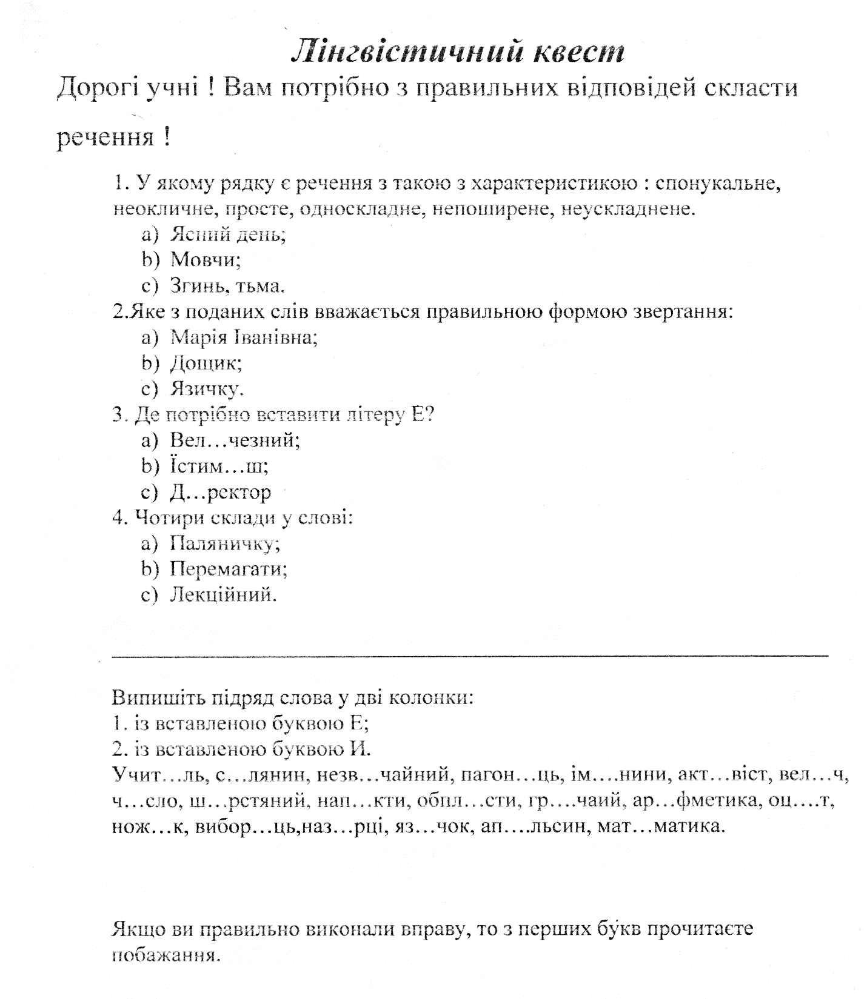 Лінгвістичний квест
Дорогі учні ! Вам потрібно з правильних відповідей скласти
речення !
1. У якому рядку є речення з такою з характеристикою : спонукальне,
неокличне, просте, односкладне, непоширене, неускладнене.
a) Ясний день;
b) Мовчи;
c) Згинь, тьма.
2.Яке з поданих слів вважається правильною формою звертання:
a) Марія Іванівна;
b) Дощик;
c) Язичку.
3. Де потрібно вставити літеру Е?
a) Вел...чезний;
b) Їстим...ш;
c) Д...ректор
4. Чотири склади у слові:
a) Паляничку;
b) Перемагати;
c) Лекційний.
Випишіть підряд слова у дві колонки:
1. із вставленою буквою Е;
2. із вставленою буквою И.
Учит...ль, с...лянин, незв...чайний, пагон...ць, ім....нини, акт...віст, вел...ч,
ч...сло, ш...рстяний, нап...кти, обпл...сти, гр....чаий, ар...фметика, оц....т,
нож...к, вибор...ць,наз...рці, яз...чок, ап....льсин, мат...матика.
Якщо ви правильно виконали вправу, то з перших букв прочитаєте
побажання.